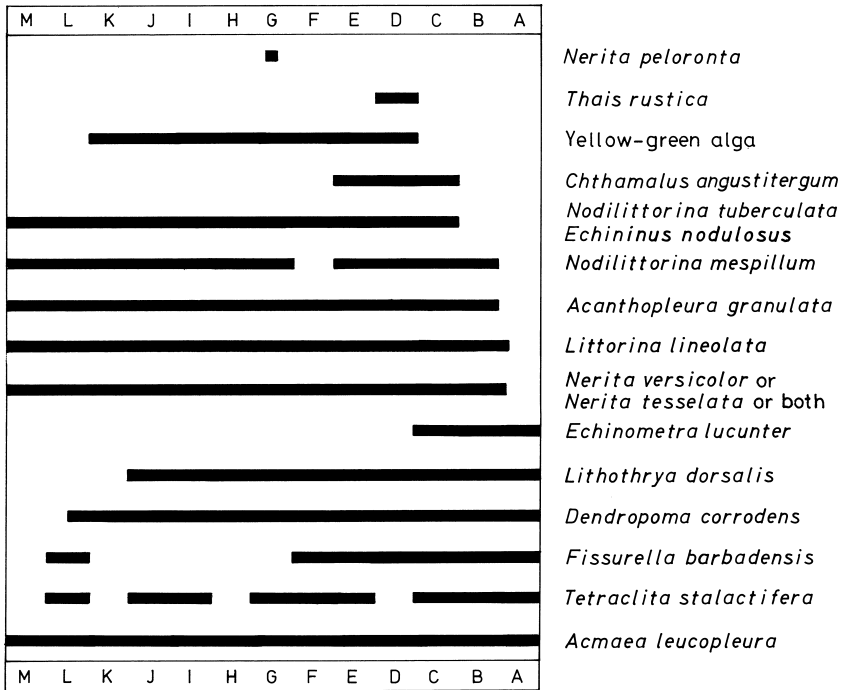 M L K J I H G F E D C B A
Nerita peloronta
Thais rustica
Yellow-green alga
Chthamalus angustitergum
Nodilittorina tuberculata
Echininus nodulosus
Nodilittorina mespillum
Acanthopleura granulata
Littorina lineolata
Nerita versicolor or
Nerita tesselata or both
Echinometra lucunter
Lithothrya dorsalis
Dendropoma corrodens
Fissurella barbadensis
Tetraclita stalactifera
Acmaea leucopleura
M L K J I H G F E D C B A